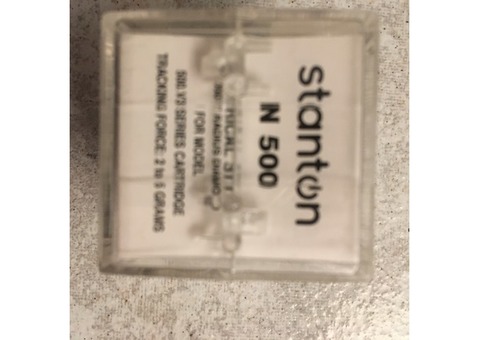 stanton
N 500
FOR MODEL
500 V3 SERIES CARTRIDGE
TRACKING FORCE: 2 to 5 GRAMS